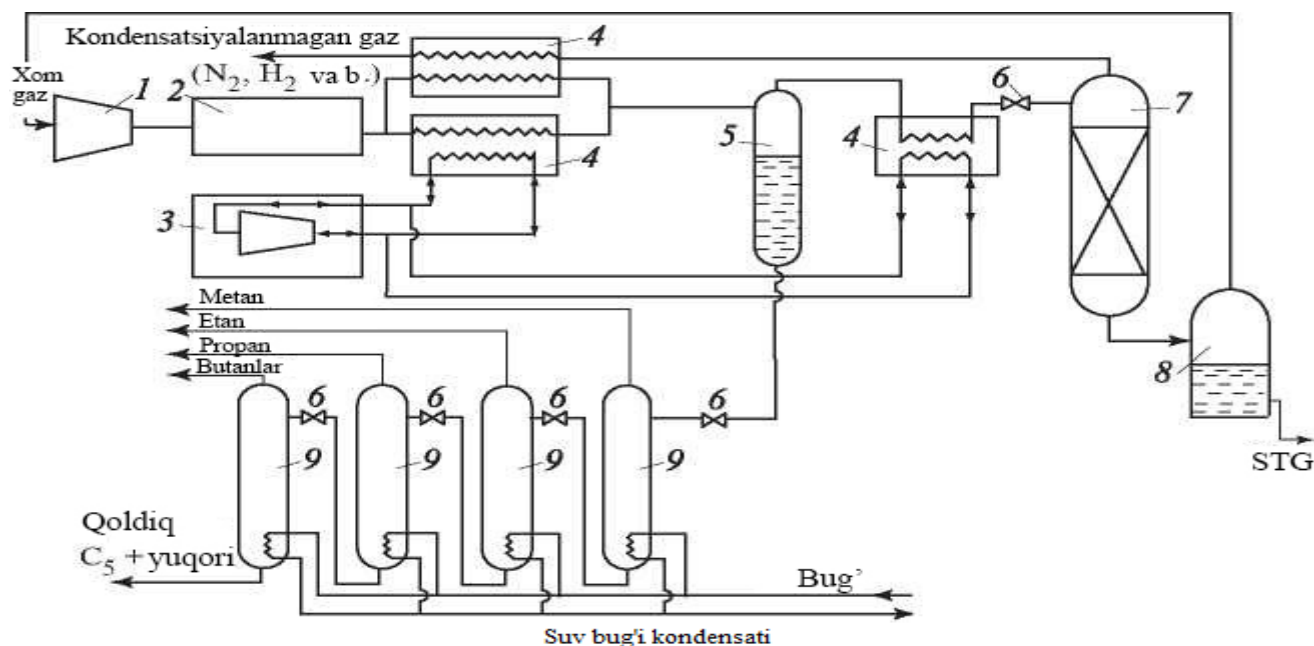 Kondensatsiyalanmagan gaz
(N2, H2 va b.)
Xom
gaz
1
2
4
4
3
5
4
6
7
8
STG
Metan
Etan
Propan
Butanlar
6
6
6
6
9
9
9
9
Qoldiq
C5 + yuqori
Bug’
Suv bug'i kondensati